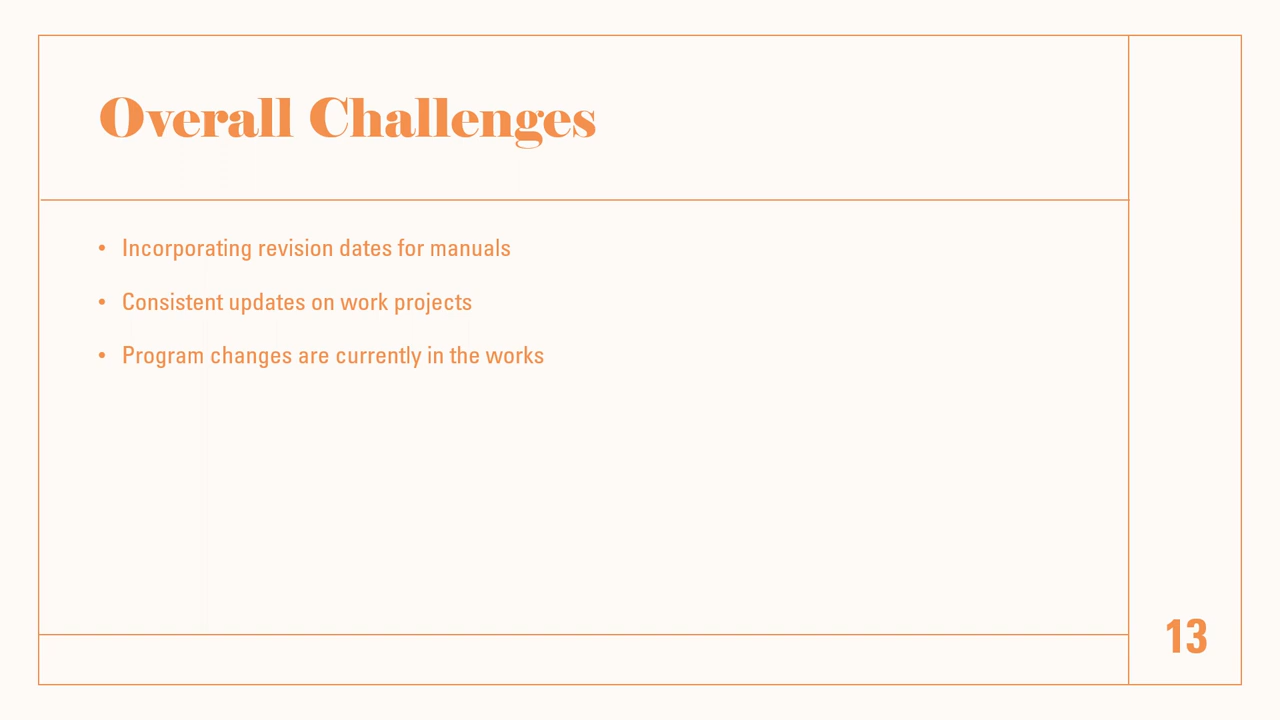 Overall Challenges
• Incorporating revision dates for manuals
• Consistent updates on work projects
• Program changes are currently in the works
13